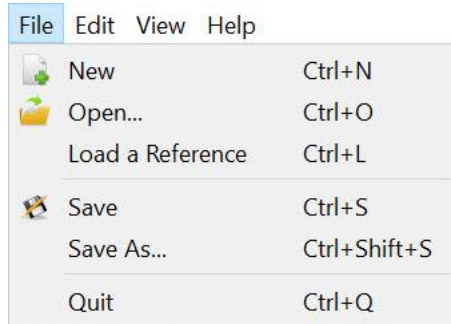 File Edit View Help
New Ctrl+N
Open... Ctrl+O
Load a Reference Ctrl+L
Save Ctrl+S
Save As... Ctrl+Shift+S
Quit Ctrl+Q